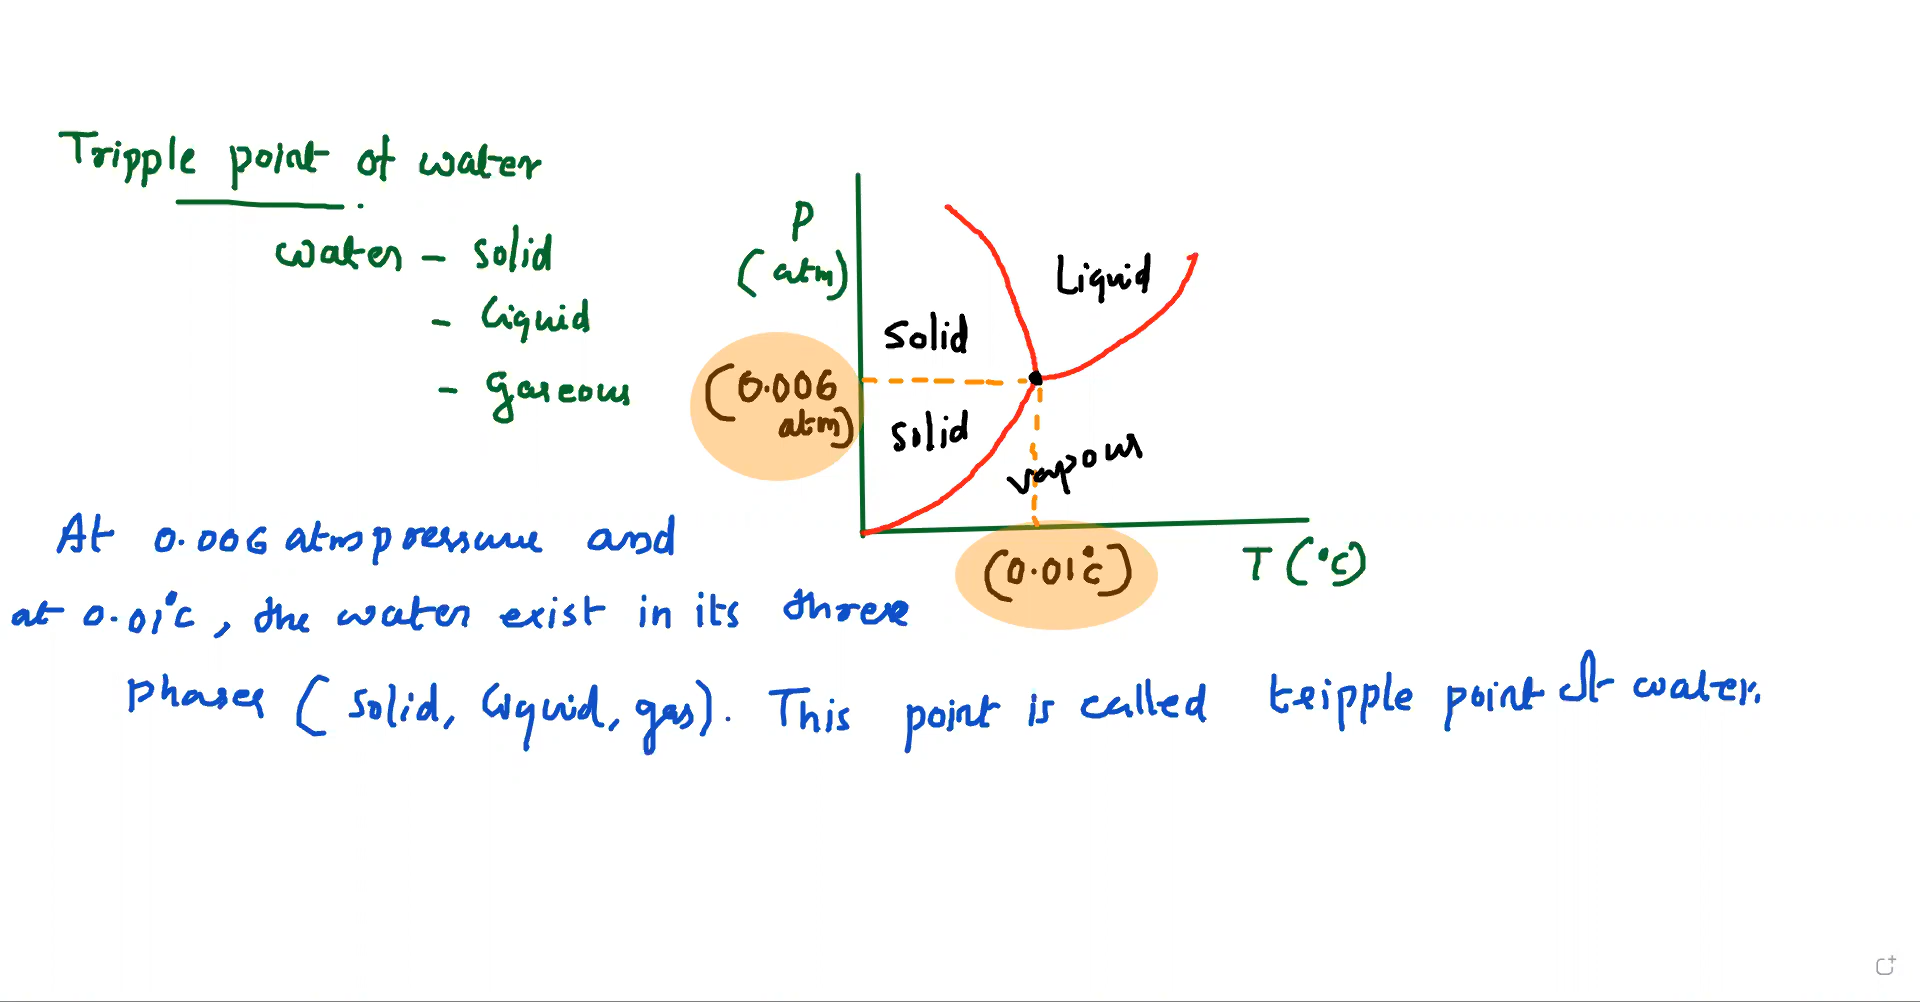 Tripple point of water
water - solid
- liquid
- gaseous
P
(atm)
Liquid
Solid
(0.006
atm)
solid
vapour
(0.01°c)
T (°c)
At 0.006 atm pressure and
at 0.01°c, the water exist in its three
phases (solid, liquid, gas). This point is called tripple point of water.